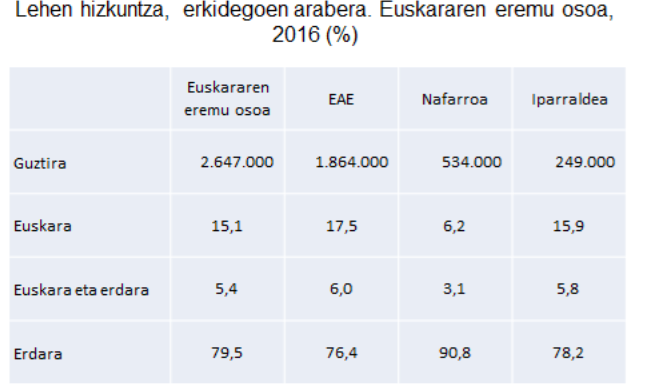 Lehen hizkuntza, erkidegoen arabera. Euskararen eremu osoa,
2016 (%)
Euskararen
eremu osoa EAE Nafarroa Iparraldea
Guztira 2.647.000 1.864.000 534.000 249.000
Euskara 15,1 17,5 6,2 15,9
Euskara eta erdara 5,4 6,0 3,1 5,8
Erdara 79,5 76,4 90,8 78,2